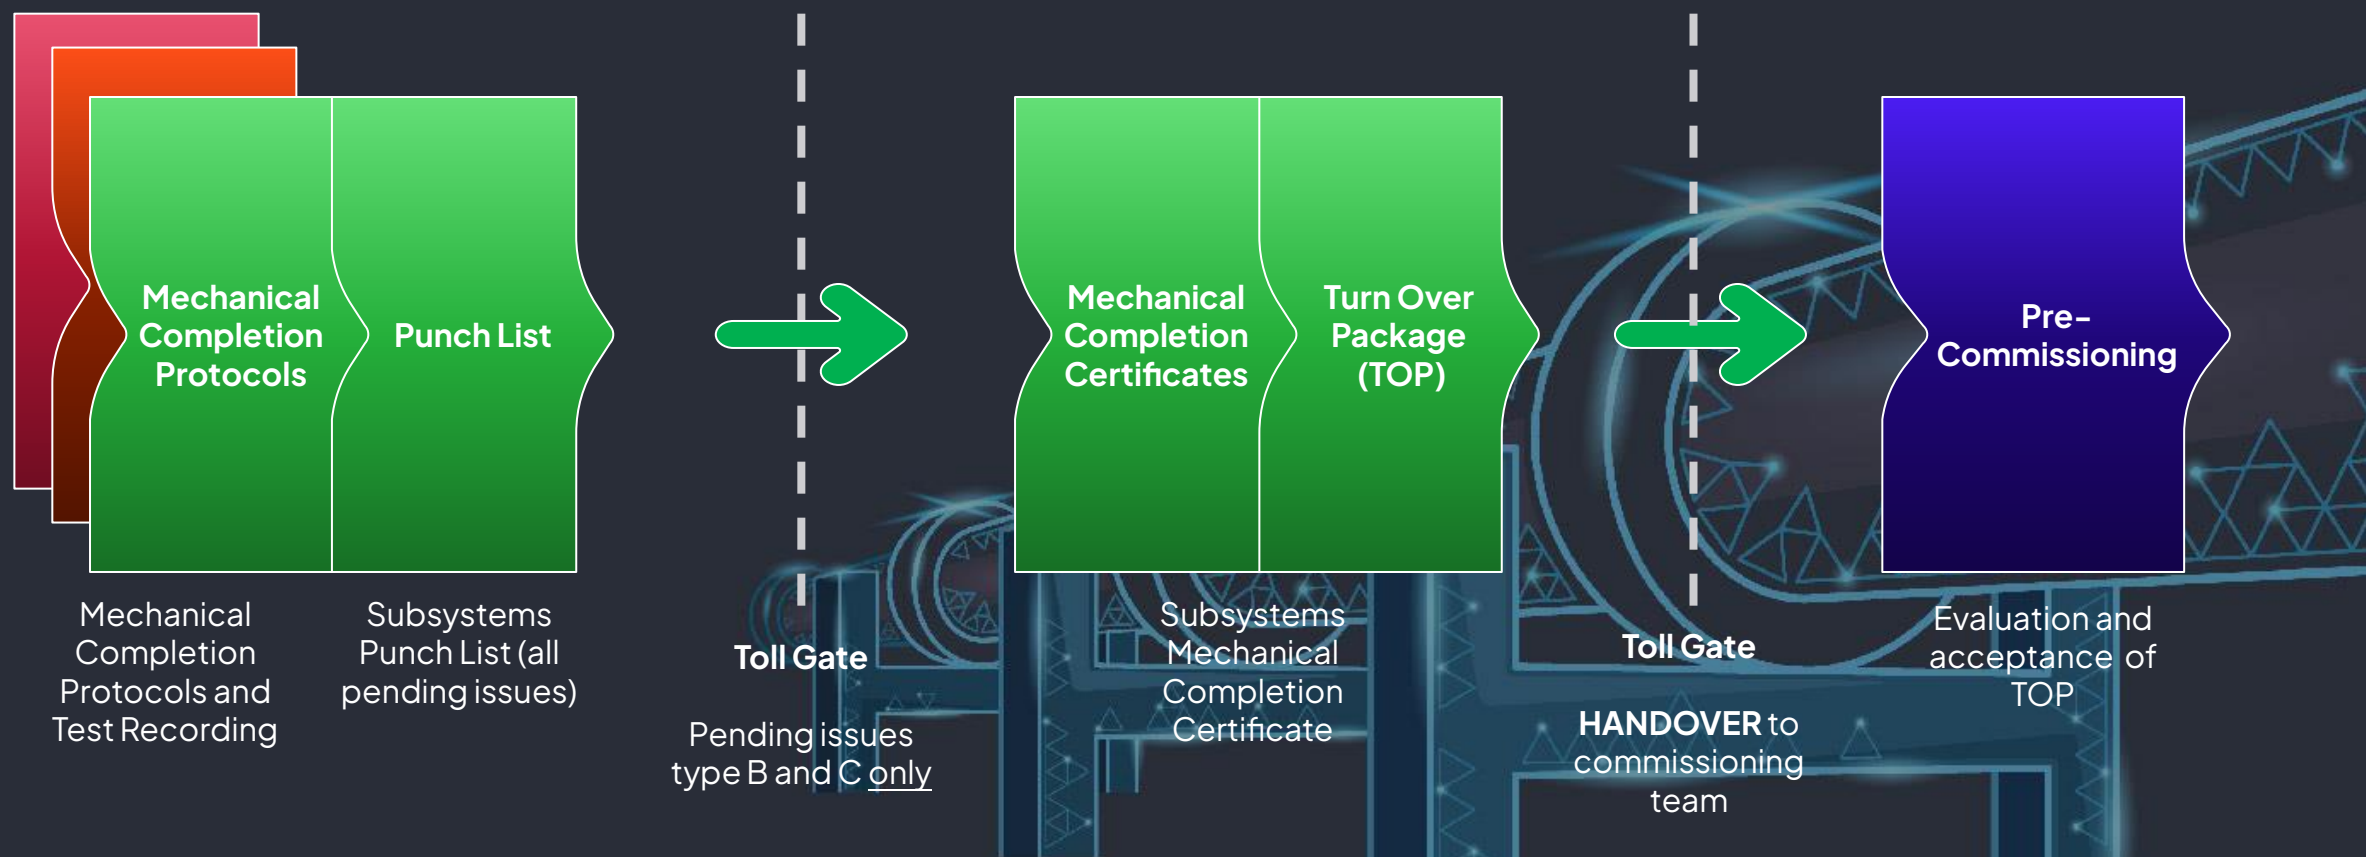 Mechanical
Completion
Protocols
Punch List
Mechanical
Completion
Certificates
Turn Over
Package
(TOP)
Pre-
Commissioning
Mechanical
Completion
Protocols and
Test Recording
Subsystems
Punch List (all
pending issues)
Toll Gate
Pending issues
type B and C only
Subsystems
Mechanical
Completion
Certificate
Toll Gate
HANDOVER to
commissioning
team
Evaluation and
acceptance of
TOP